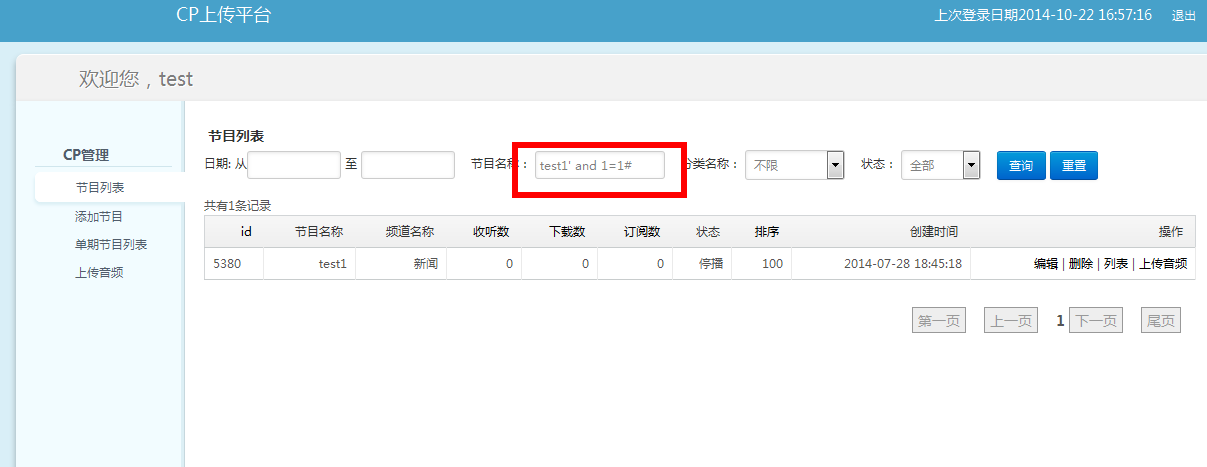 CP上传平台 上次登录日期2014-10-22 16:57:16 退出
欢迎您，test
CP管理
节目列表
添加节目
单期节目列表
上传音频
节目列表
日期: 从 至 节目名称： test1' and 1=1# 分类名称： 不限 状态： 全部 查询 重置
共有1条记录
id 节目名称 频道名称 收听数 下载数 订阅数 状态 排序 创建时间 操作
5380 test1 新闻 0 0 0 停播 100 2014-07-28 18:45:18 编辑 | 删除 | 列表 | 上传音频
第一页 上一页 1 下一页 尾页